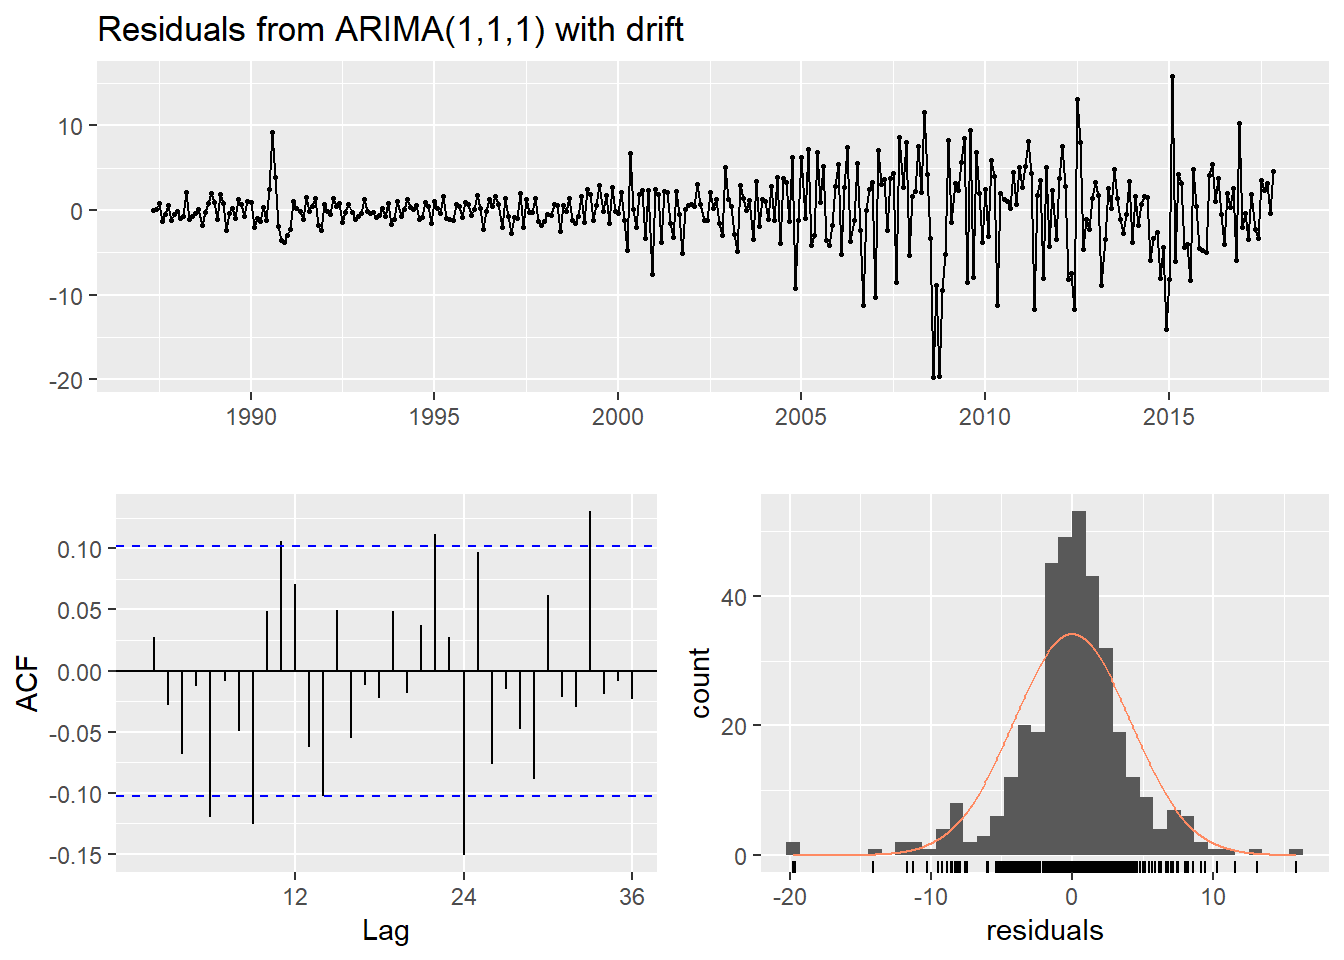 Residuals from ARIMA(1,1,1) with drift
10
0
-10
-20
1990 1995 2000 2005 2010 2015
ACF
0.10
0.05
0.00
-0.05
-0.10
-0.15
12 24 36
Lag
count
40
20
0
-20 -10 0 10
residuals